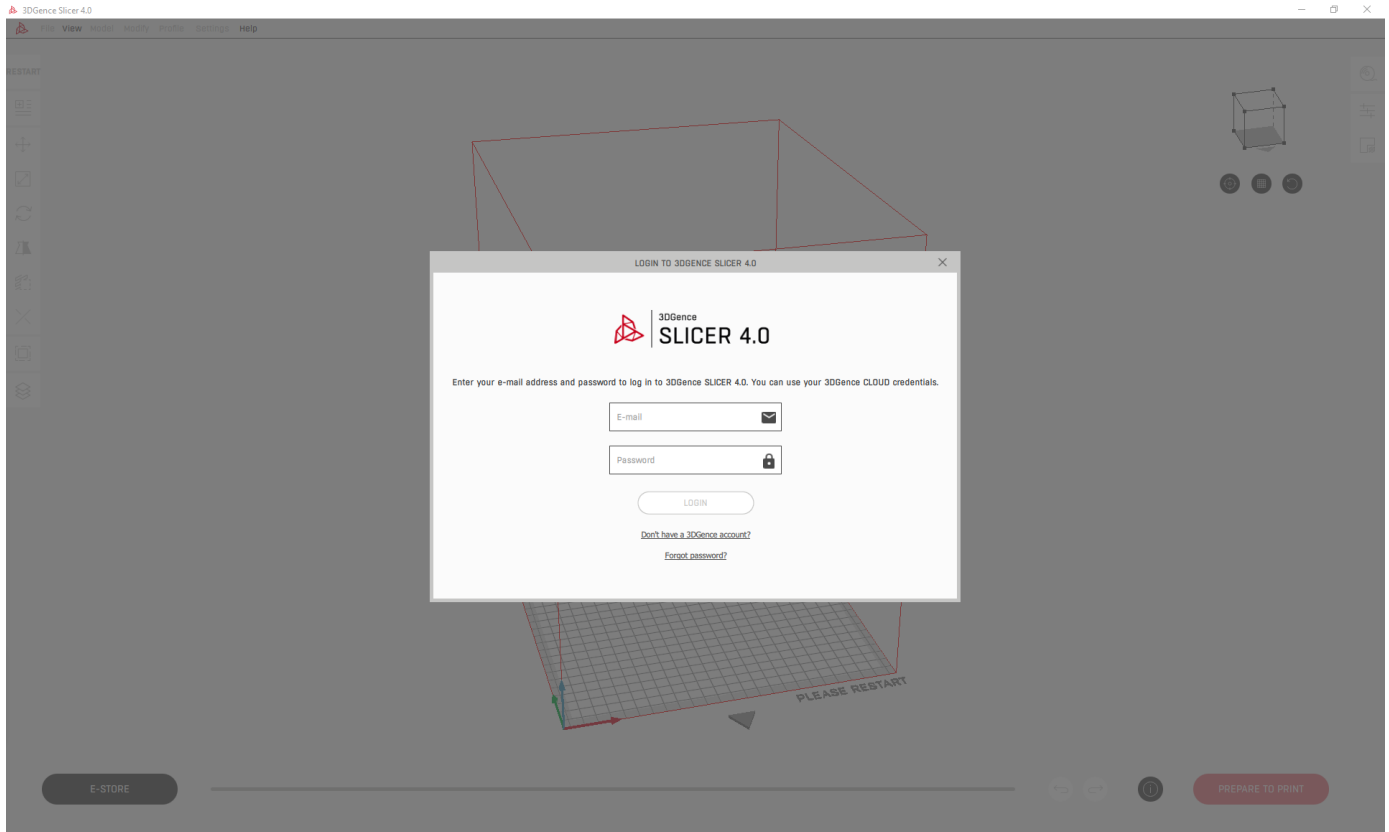 3DGence Slicer 4.0
File View Model Modify Profile Settings Help
RESTART
LOGIN TO 3DGENCE SLICER 4.0
3DGence
SLICER 4.0
Enter your e-mail address and password to log in to 3DGence SLICER 4.0. You can use your 3DGence CLOUD credentials.
E-mail
Password
LOGIN
Don't have a 3DGence account?
Forgot password?
PLEASE RESTART
E-STORE
PREPARE TO PRINT